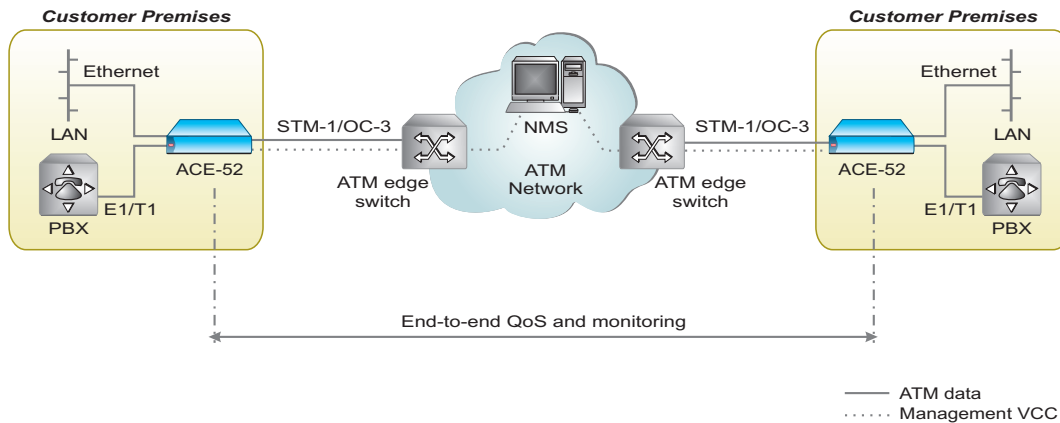 Customer Premises
Customer Premises
Ethernet
LAN
ACE-52
PBX
E1/T1
STM-1/OC-3
ATM edge
switch
NMS
ATM
Network
STM-1/OC-3
ATM edge
switch
Ethernet
LAN
ACE-52
E1/T1
PBX
End-to-end QoS and monitoring
ATM data
Management VCC